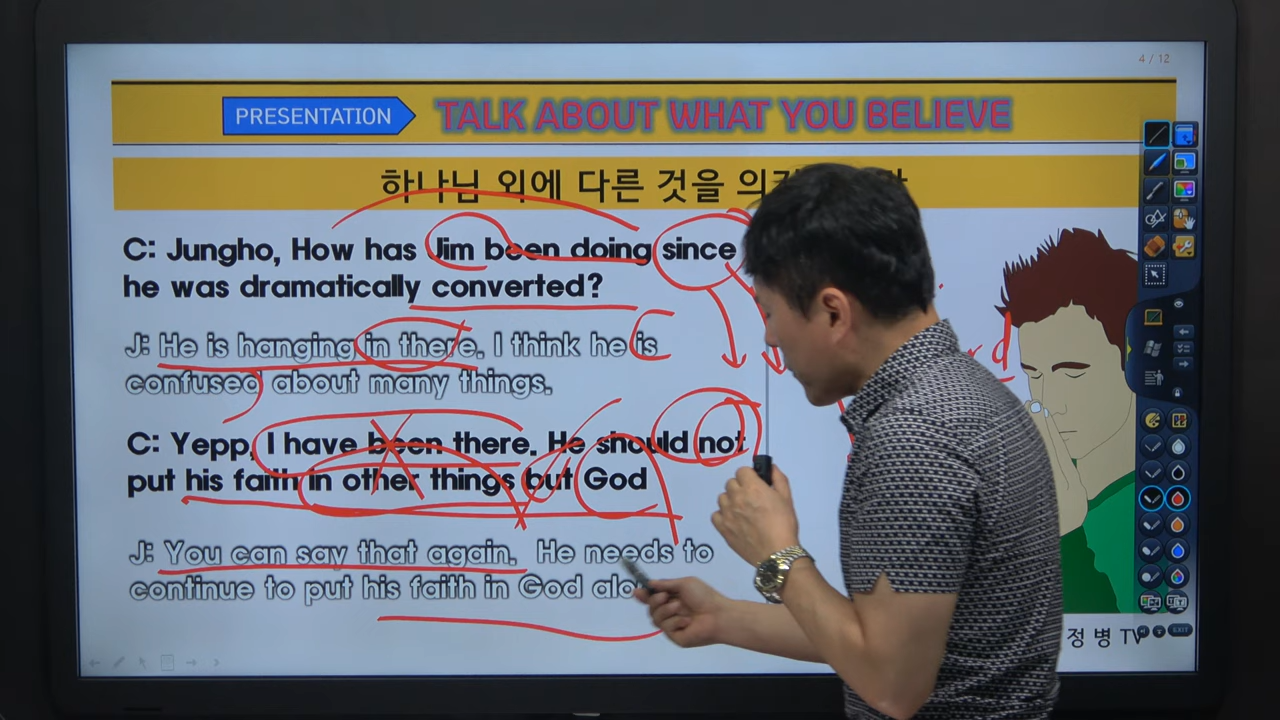 4 / 12
PRESENTATION
TALK ABOUT WHAT YOU BELIEVE
하나님 외에 다른 것을
C: Jungho, How has Jim been doing since
he was dramatically converted?
J: He is hanging in there. I think he is
confused about many things.
C: Yepp, I have been there. He should not
put his faith in other things but God
J: You can say that again. He needs to
continue to put his faith in God
정 병 TV
EXIT